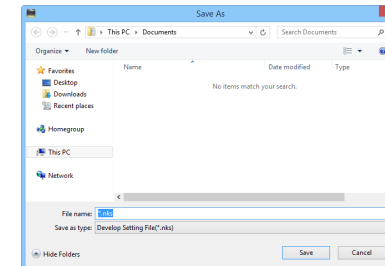 Save As
This PC Documents
Search Documents
Organize
New folder
Name
Date modified
Type
Favorites
Desktop
Downloads
Recent places
No items match your search.
Homegroup
This PC
Network
File name: *.nks
Save as type: Develop Setting File(*.nks)
Hide Folders
Save
Cancel